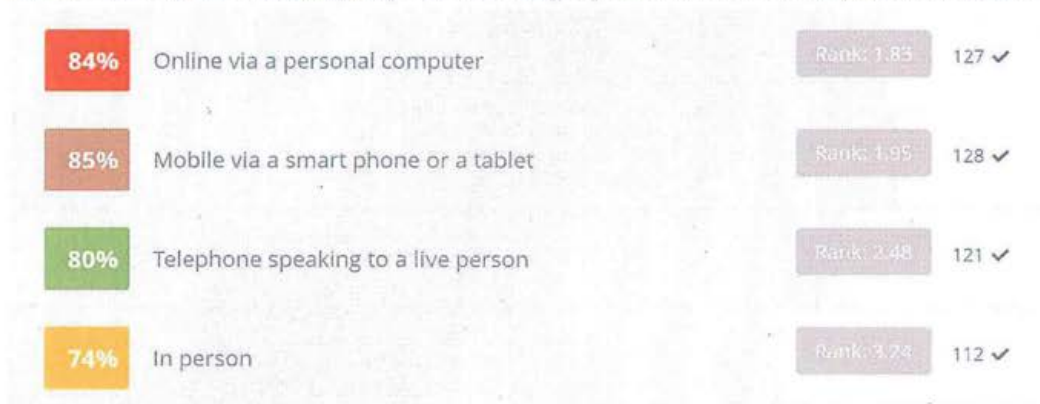 84% Online via a personal computer Rank: 1.83 127 ✓
85% Mobile via a smart phone or a tablet Rank: 1.95 128 ✓
80% Telephone speaking to a live person Rank: 2.48 121 ✓
74% In person Rank: 3.24 112 ✓